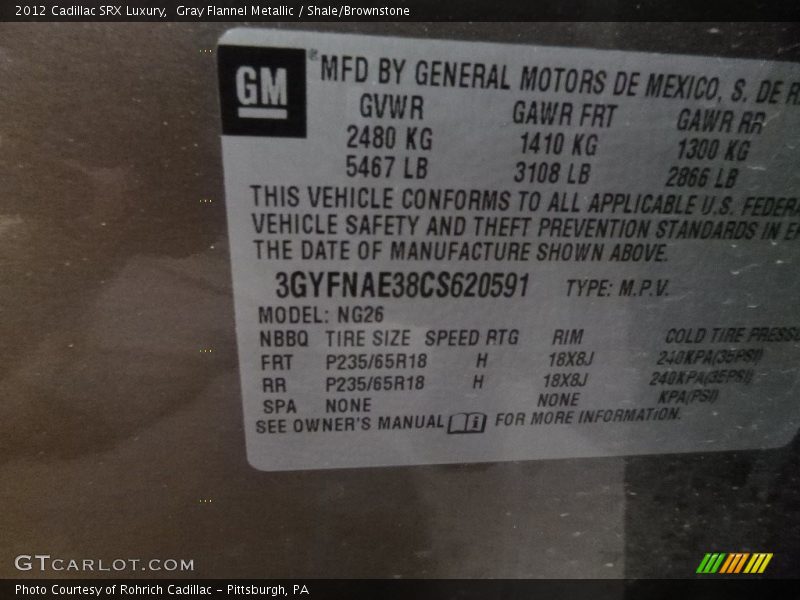 2012 Cadillac SRX Luxury,  Gray Flannel Metallic / Shale/Brownstone
GM
® MFD BY GENERAL MOTORS DE MEXICO, S. DE R
GVWR GAWR FRT GAWR RR
2480 KG 1410 KG 1300 KG
5467 LB 3108 LB 2866 LB
THIS VEHICLE CONFORMS TO ALL APPLICABLE U.S. FEDERA
VEHICLE SAFETY AND THEFT PREVENTION STANDARDS IN EF
THE DATE OF MANUFACTURE SHOWN ABOVE.
3GYFNAE38CS620591 TYPE: M.P.V.
MODEL: NG26
NBBQ TIRE SIZE SPEED RTG RIM COLD TIRE PRESSU
FRT P235/65R18 H 18X8J 240KPA(35PSI)
RR P235/65R18 H 18X8J 240KPA(35PSI)
SPA NONE NONE KPA(PSI)
SEE OWNER'S MANUAL FOR MORE INFORMATION.
GTCARLOT.COM
Photo Courtesy of Rohrich Cadillac - Pittsburgh, PA